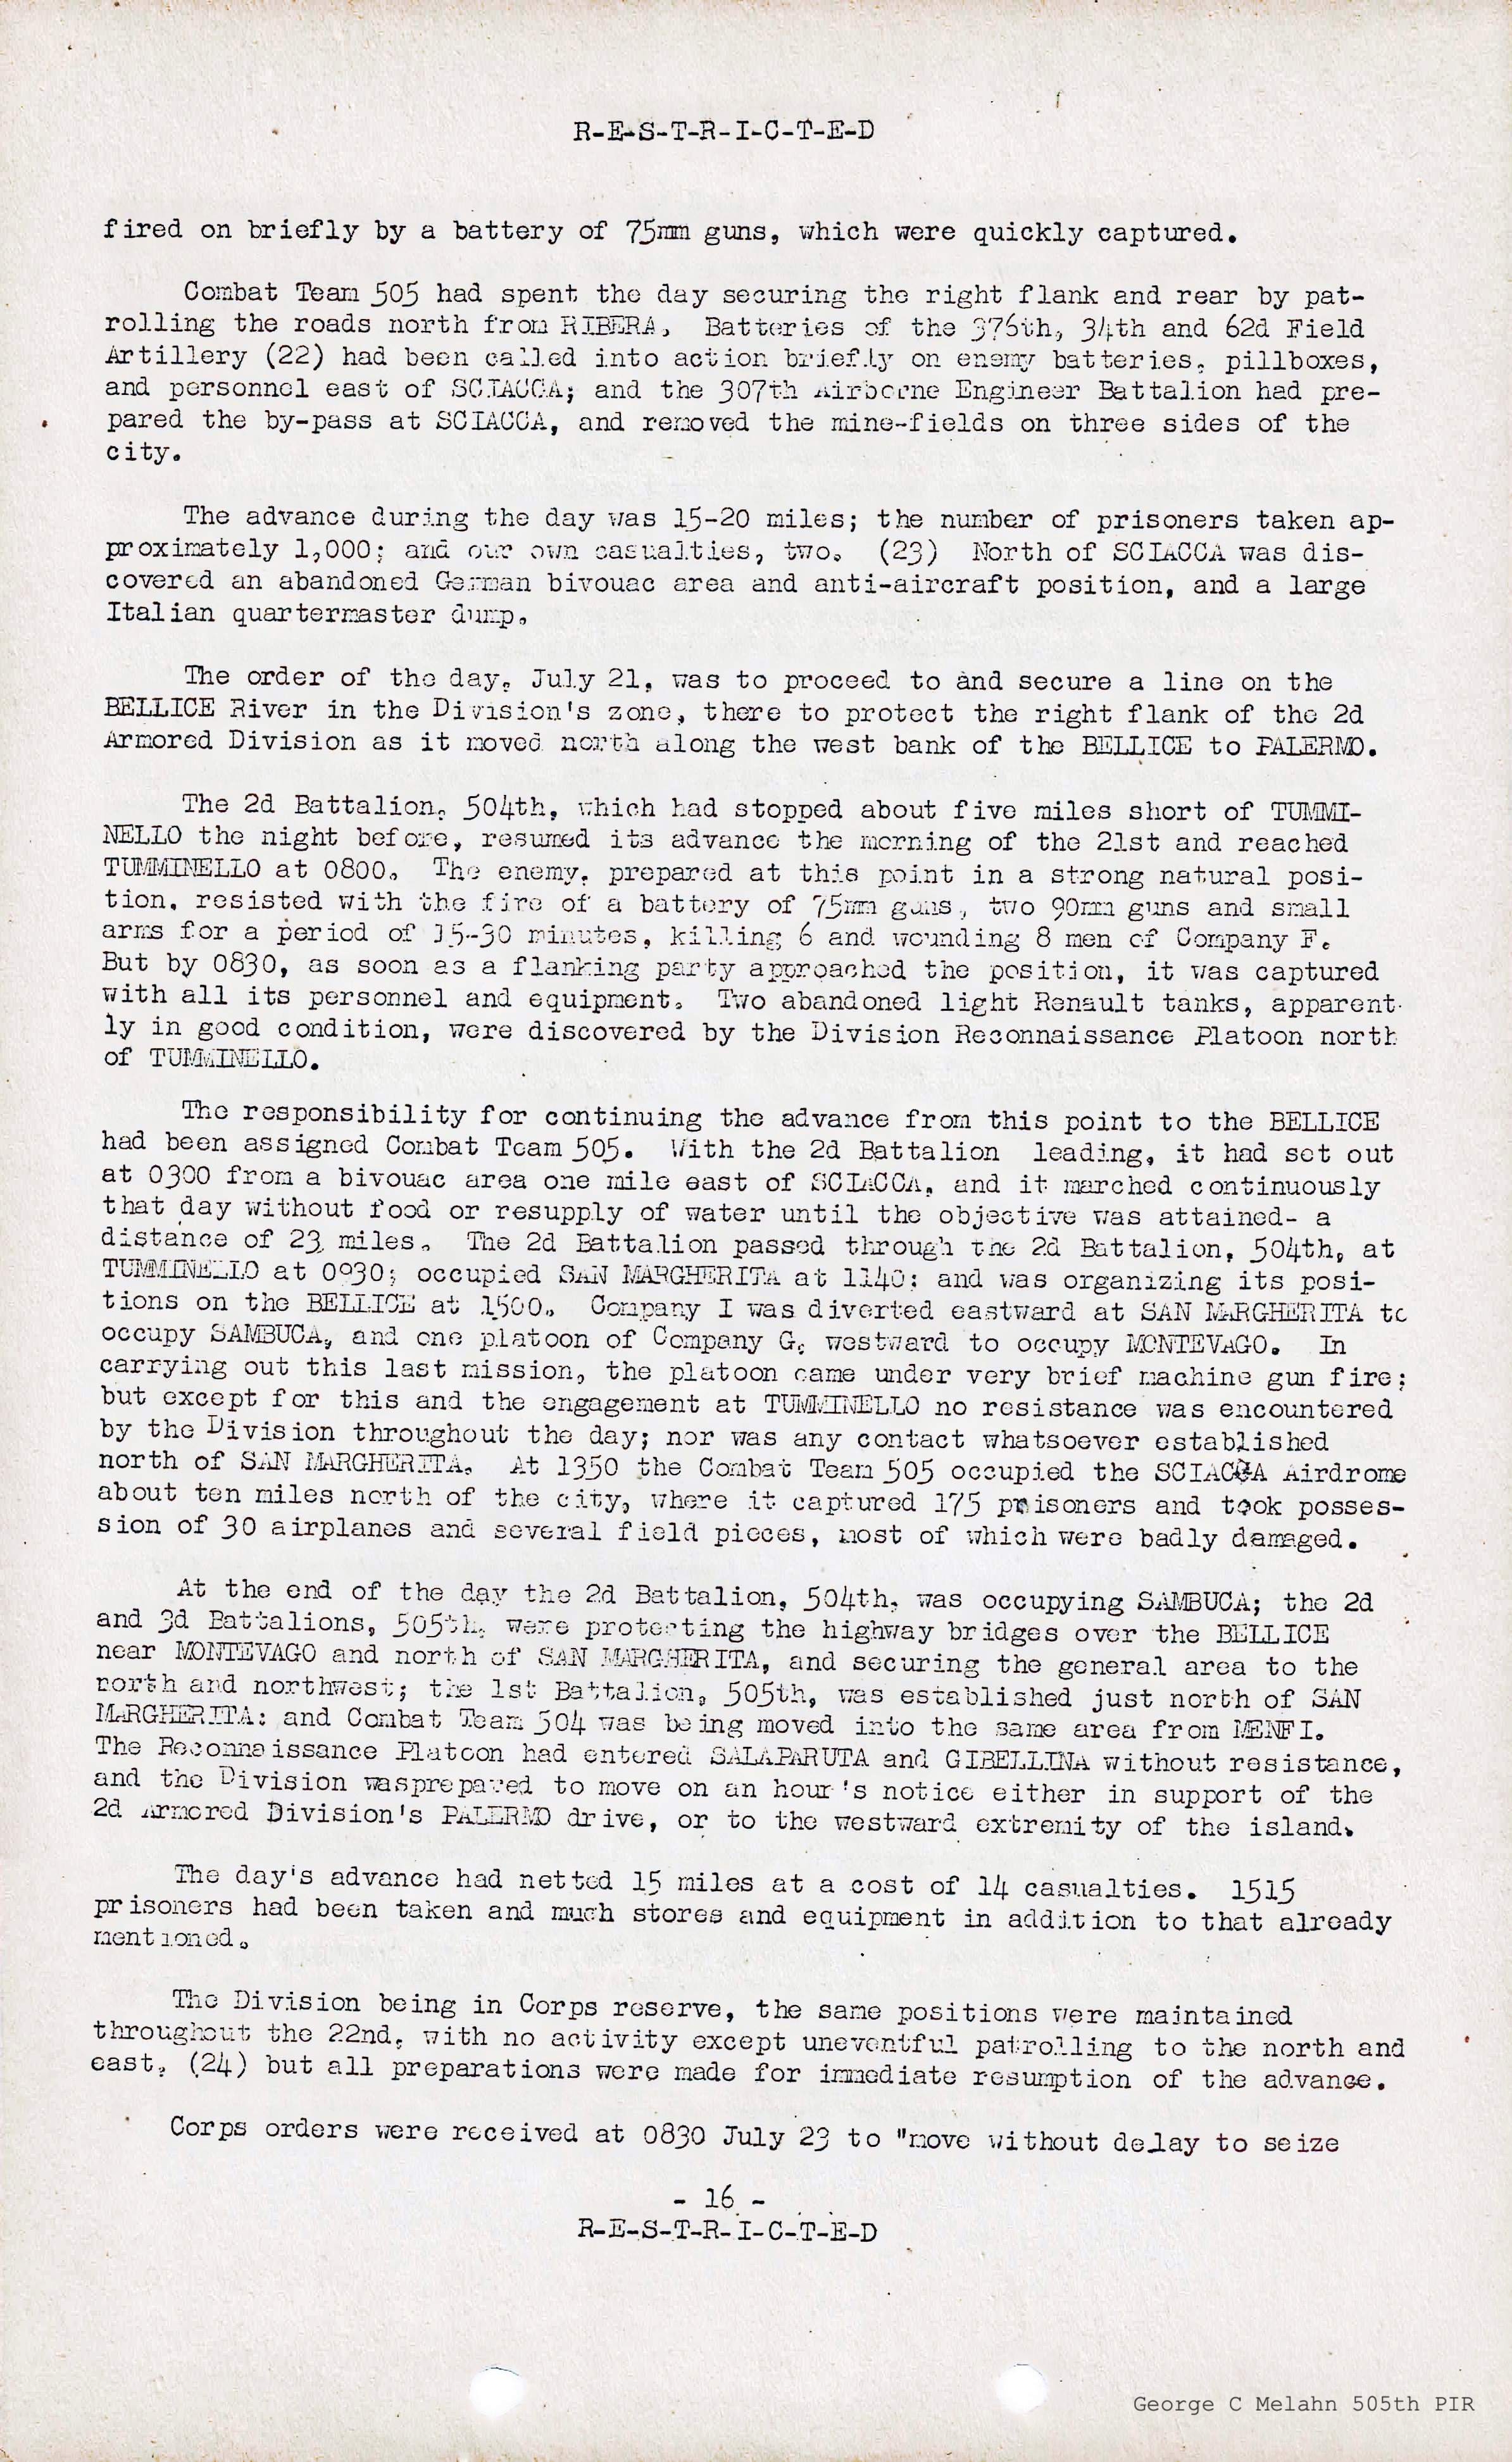 R-E-S-T-R-I-C-T-E-D
fired on briefly by a battery of 75mm guns, which were quickly captured.
Combat Team 505 had spent the day securing the right flank and rear by pat-
rolling the roads north from RIBERA. Batteries of the 376th, 34th and 62d Field
Artillery (22) had been called into action briefly on enemy batteries, pillboxes,
and personnel east of SCIACCA; and the 307th Airborne Engineer Battalion had pre-
pared the by-pass at SCIACCA, and removed the mine-fields on three sides of the
city.
The advance during the day was 15-20 miles; the number of prisoners taken ap-
proximately 1,000; and our own casualties, two. (23) North of SCIACCA was dis-
covered an abandoned German bivouac area and anti-aircraft position, and a large
Italian quartermaster dump.
The order of the day, July 21, was to proceed to and secure a line on the
BELLICE River in the Division's zone, there to protect the right flank of the 2d
Armored Division as it moved north along the west bank of the BELLICE to PALERMO.
The 2d Battalion, 504th, which had stopped about five miles short of TUMMI-
NELLO the night before, resumed its advance the morning of the 21st and reached
TUMMINELLO at 0800. The enemy, prepared at this point in a strong natural posi-
tion, resisted with the fire of a battery of 75mm guns, two 90mm guns and small
arms for a period of 15-30 minutes, killing 6 and wounding 8 men of Company F.
But by 0830, as soon as a flanking party approached the position, it was captured
with all its personnel and equipment. Two abandoned light Renault tanks, apparent-
ly in good condition, were discovered by the Division Reconnaissance Platoon north
of TUMMINELLO.
The responsibility for continuing the advance from this point to the BELLICE
had been assigned Combat Team 505. With the 2d Battalion leading, it had set out
at 0300 from a bivouac area one mile east of SCIACCA, and it marched continuously
that day without food or resupply of water until the objective was attained- a
distance of 23 miles. The 2d Battalion passed through the 2d Battalion, 504th, at
TUMMINELLO at 0930; occupied SAN MARGHERITA at 1140; and was organizing its posi-
tions on the BELLICE at 1500. Company I was diverted eastward at SAN MARGHERITA to
occupy SAMBUCA, and one platoon of Company G, westward to occupy MONTEVAGO. In
carrying out this last mission, the platoon came under very brief machine gun fire;
but except for this and the engagement at TUMMINELLO no resistance was encountered
by the Division throughout the day; nor was any contact whatsoever established
north of SAN MARGHERITA. At 1350 the Combat Team 505 occupied the SCIACCA Airdrome
about ten miles north of the city, where it captured 175 prisoners and took posses-
sion of 30 airplanes and several field pieces, most of which were badly damaged.
At the end of the day the 2d Battalion, 504th, was occupying SAMBUCA; the 2d
and 3d Battalions, 505th, were protecting the highway bridges over the BELLICE
near MONTEVAGO and north of SAN MARGHERITA, and securing the general area to the
north and northwest; the 1st Battalion, 505th, was established just north of SAN
MARGHERITA: and Combat Team 504 was being moved into the same area from MENFI.
The Reconnaissance Platoon had entered SALAPARUTA and GIBELLINA without resistance,
and the Division wasprepared to move on an hour's notice either in support of the
2d Armored Division's PALERMO drive, or to the westward extremity of the island.
The day's advance had netted 15 miles at a cost of 14 casualties. 1515
prisoners had been taken and much stores and equipment in addition to that already
mentioned.
The Division being in Corps reserve, the same positions were maintained
throughout the 22nd, with no activity except uneventful patrolling to the north and
east, (24) but all preparations were made for immediate resumption of the advance.
Corps orders were received at 0830 July 23 to "move without delay to seize
- 16 -
R-E-S-T-R-I-C-T-E-D
George C Melahn 505th PIR